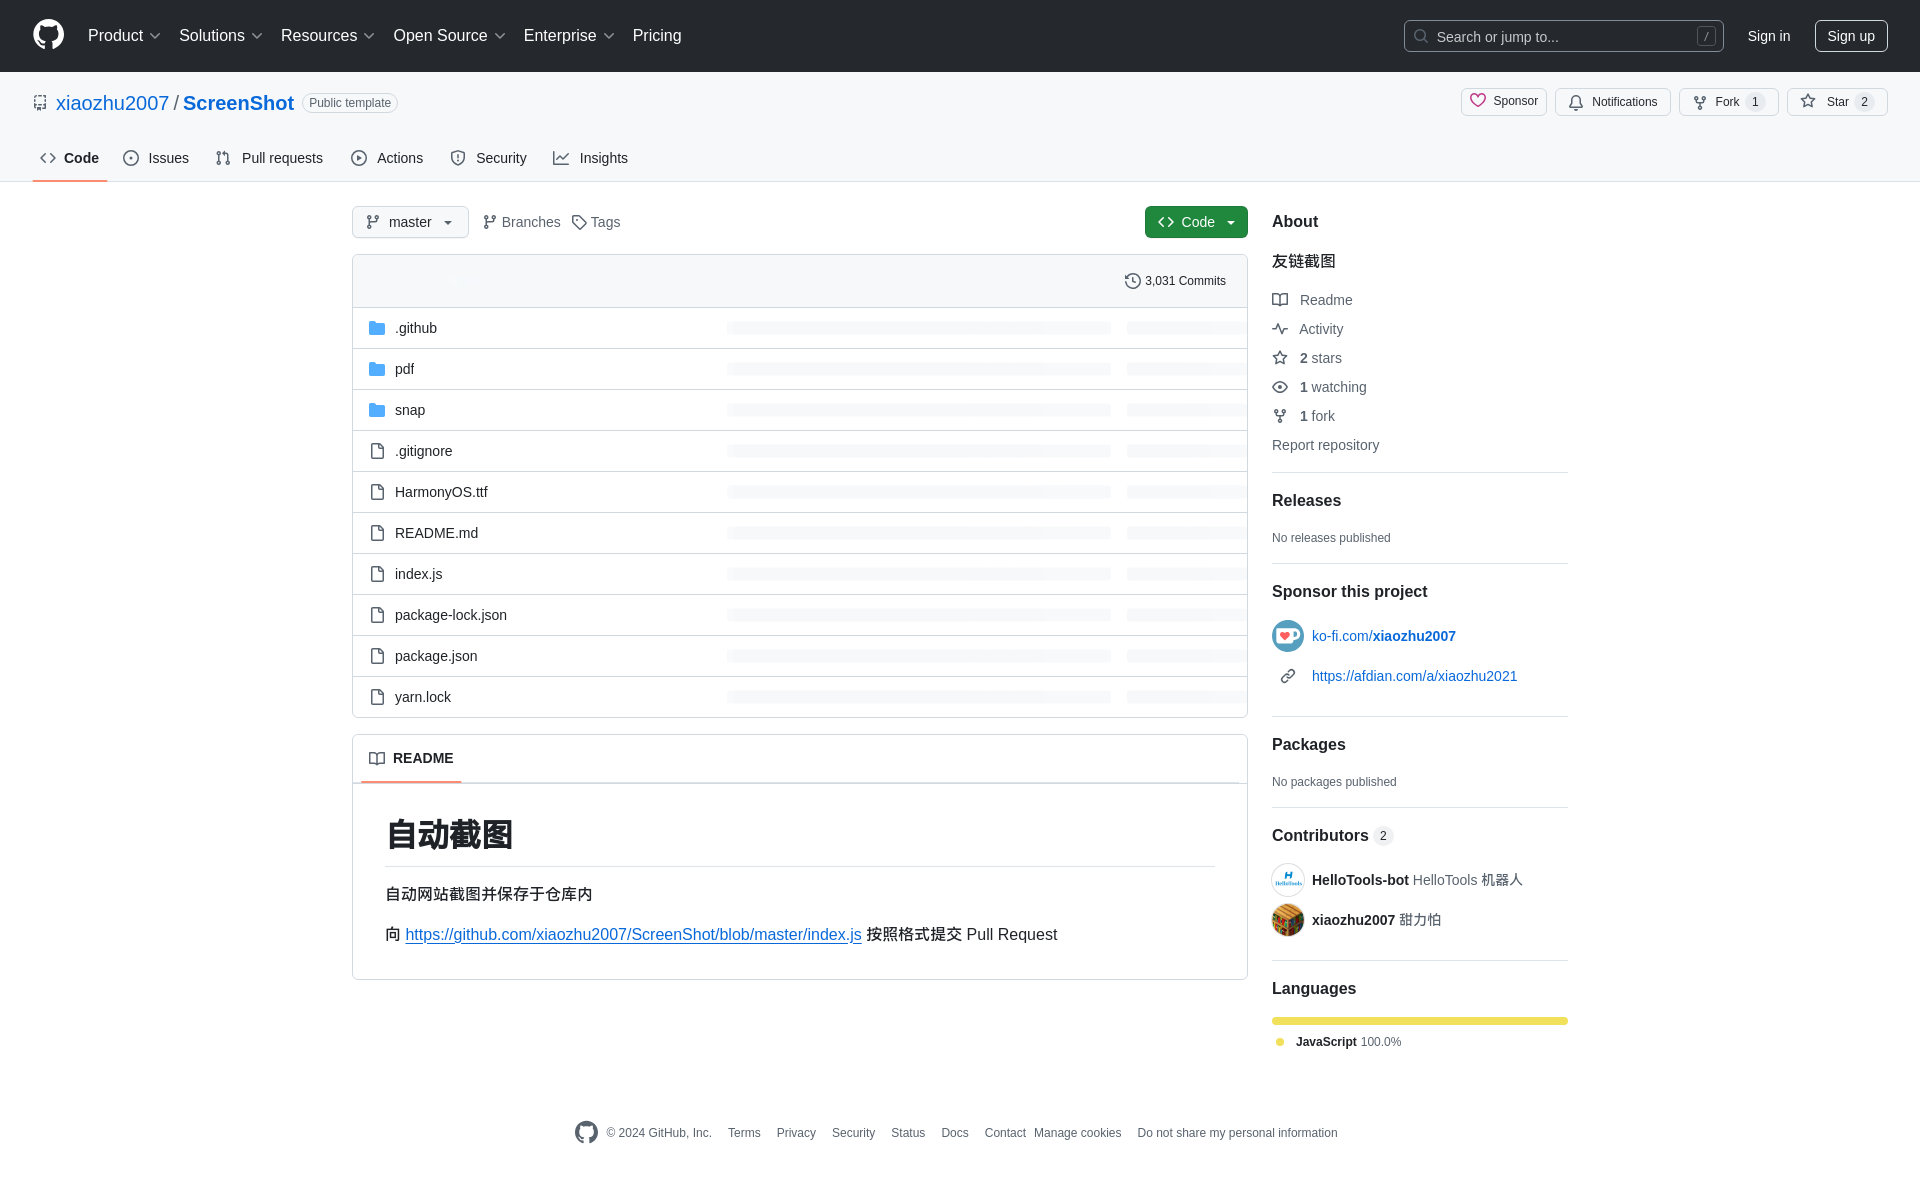 Product Solutions Resources Open Source Enterprise Pricing Search or jump to... / Sign in Sign up
xiaozhu2007 / ScreenShot Public template Sponsor Notifications Fork 1 Star 2
Code Issues Pull requests Actions Security Insights
master Branches Tags Code
3,031 Commits
.github
pdf
snap
.gitignore
HarmonyOS.ttf
README.md
index.js
package-lock.json
package.json
yarn.lock
README
自动截图
自动网站截图并保存于仓库内
向 https://github.com/xiaozhu2007/ScreenShot/blob/master/index.js 按照格式提交 Pull Request
About
友链截图
Readme
Activity
2 stars
1 watching
1 fork
Report repository
Releases
No releases published
Sponsor this project
ko-fi.com/xiaozhu2007
https://afdian.com/a/xiaozhu2021
Packages
No packages published
Contributors 2
HelloTools
HelloTools-bot HelloTools 机器人
xiaozhu2007 甜力怕
Languages
JavaScript 100.0%
© 2024 GitHub, Inc. Terms Privacy Security Status Docs Contact Manage cookies Do not share my personal information